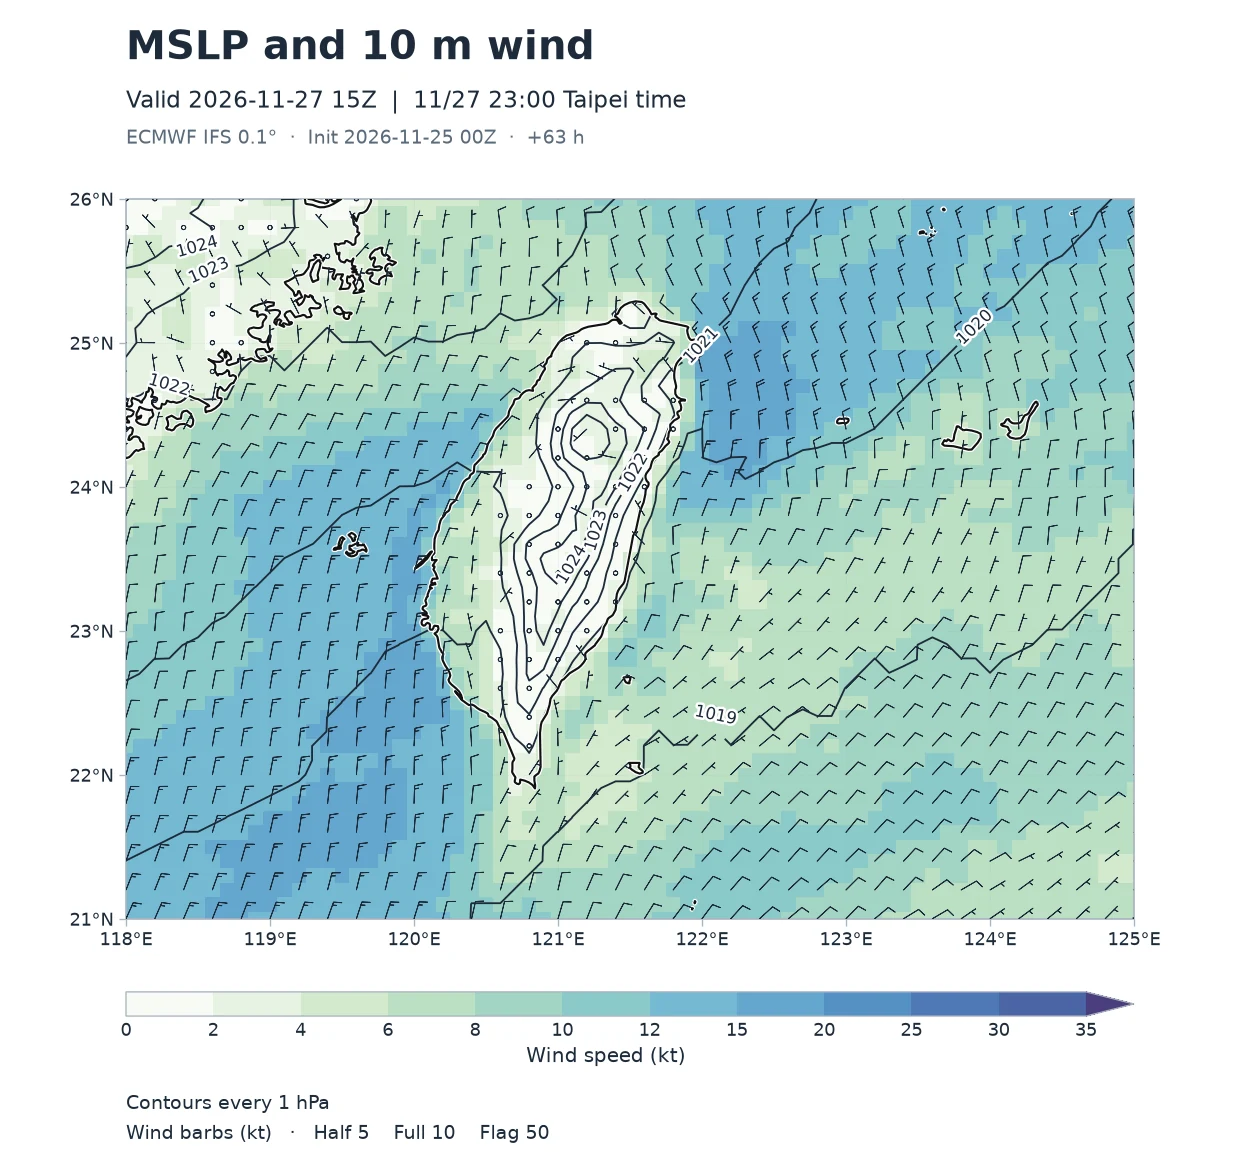 MSLP and 10 m wind
Valid 2026-11-27 15Z | 11/27 23:00 Taipei time
ECMWF IFS 0.1° · Init 2026-11-25 00Z · +63 h
26°N
25°N
24°N
23°N
22°N
21°N
1024
1023
1022
1021
1020
1022
1023
1024
1019
118°E 119°E 120°E 121°E 122°E 123°E 124°E 125°E
0 2 4 6 8 10 12 15 20 25 30 35
Wind speed (kt)
Contours every 1 hPa
Wind barbs (kt) · Half 5 Full 10 Flag 50